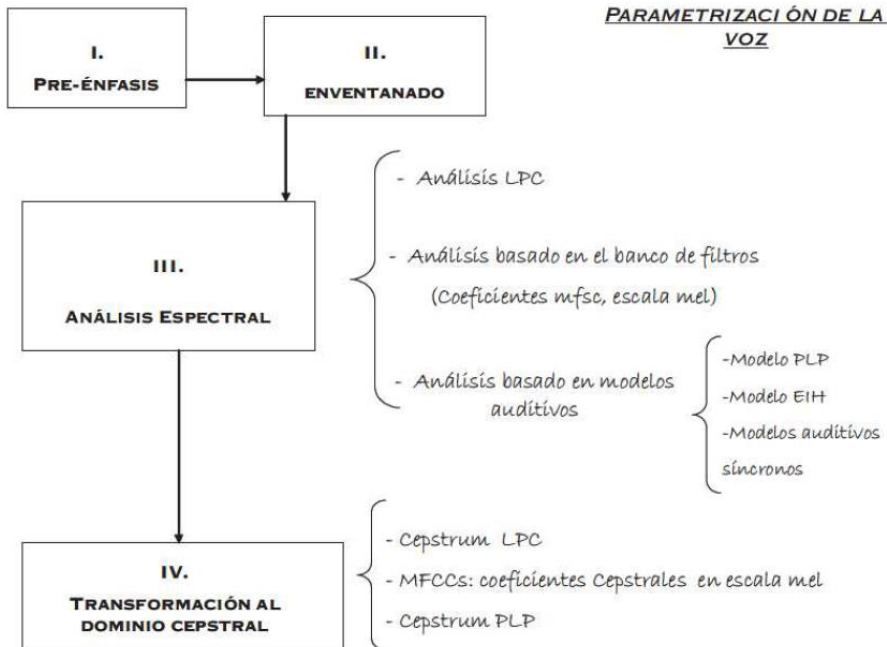 PARAMETRIZACI ÓN DE LA
VOZ
I.
PRE-ÉNFASIS
II.
ENVENTANADO
III.
ANÁLISIS ESPECTRAL
- Análisis LPC
- Análisis basado en el banco de filtros
(Coeficientes mfsc, escala mel)
- Análisis basado en modelos
auditivos
-Modelo PLP
-Modelo EIH
-Modelos auditivos
síncronos
IV.
TRANSFORMACIÓN AL
DOMINIO CEPSTRAL
- Cepstrum LPC
- MFCCs: coeficientes Cepstrales en escala mel
- Cepstrum PLP